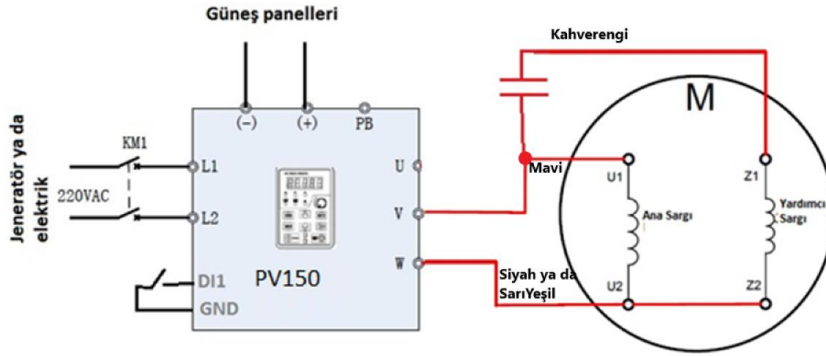 Güneş panelleri
Kahverengi
Jeneratör ya da
elektrik
KM1
220VAC
L1
L2
DI1
GND
(-)
(+)
PB
PV150
U
V
W
Mavi
Siyah ya da
SarıYeşil
M
U1
Z1
Ana Sargı
Yardımcı
Sargı
U2
Z2